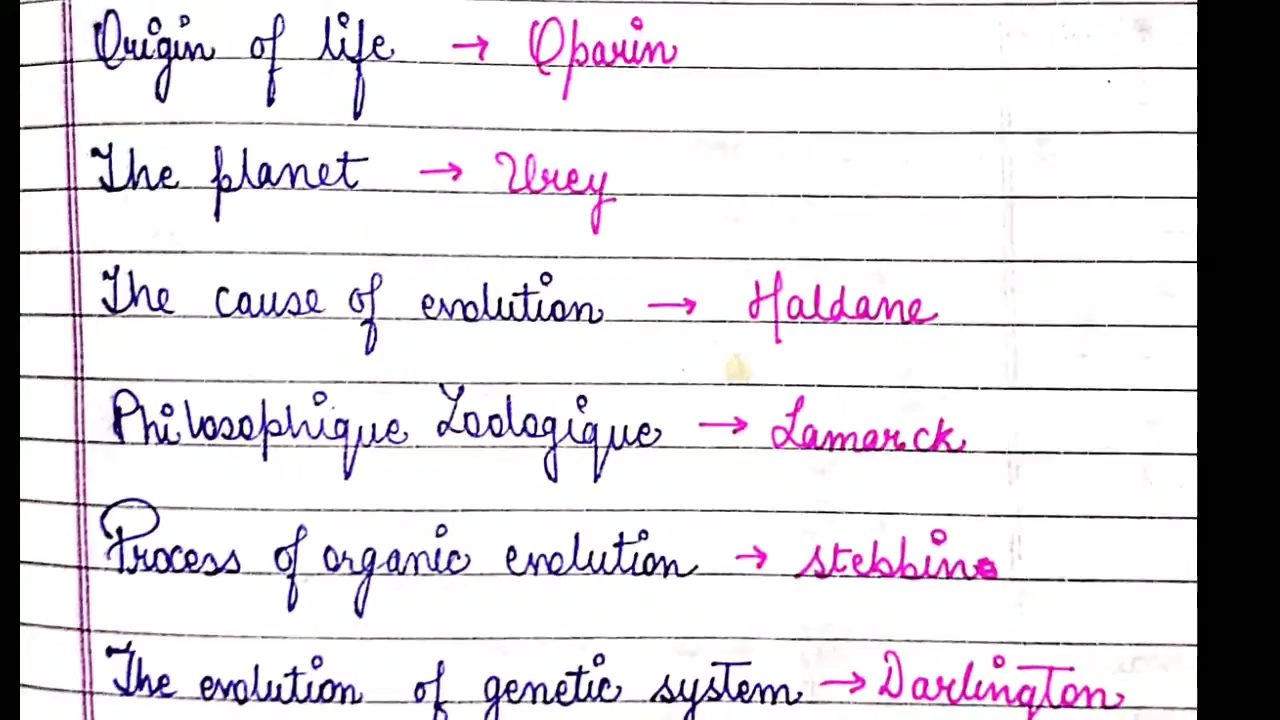 Origin of life → Oparin
The planet → Urey
The cause of evolution → Haldane
Philosophique Zoologique → Lamarck
Process of organic evolution → stebbins
The evolution of genetic system → Darlington